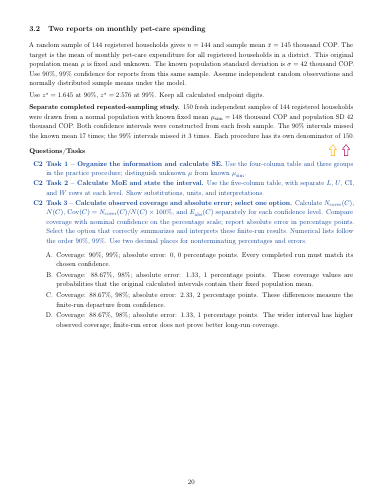 3.2 Two reports on monthly pet-care spending
A random sample of 144 registered households gives n = 144 and sample mean x̄ = 145 thousand COP. The
target is the mean of monthly pet-care expenditure for all registered households in a district. This original
population mean μ is fixed and unknown. The known population standard deviation is σ = 42 thousand COP.
Use 90%, 99% confidence for reports from this same sample. Assume independent random observations and
normally distributed sample means under the model.
Use z* = 1.645 at 90%, z* = 2.576 at 99%. Keep all calculated endpoint digits.
Separate completed repeated-sampling study. 150 fresh independent samples of 144 registered households
were drawn from a normal population with known fixed mean μsim = 148 thousand COP and population SD 42
thousand COP. Both confidence intervals were constructed from each fresh sample. The 90% intervals missed
the known mean 17 times; the 99% intervals missed it 3 times. Each procedure has its own denominator of 150.
Questions/Tasks
C2 Task 1 – Organize the information and calculate SE. Use the four-column table and three groups
in the practice procedure; distinguish unknown μ from known μsim.
C2 Task 2 – Calculate MoE and state the interval. Use the five-column table, with separate L, U, CI,
and W rows at each level. Show substitutions, units, and interpretations.
C2 Task 3 – Calculate observed coverage and absolute error; select one option. Calculate Ncover(C),
N(C), Cov(C) = Ncover(C)/N(C) × 100%, and Eabs(C) separately for each confidence level. Compare
coverage with nominal confidence on the percentage scale; report absolute error in percentage points.
Select the option that correctly summarizes and interprets these finite-run results. Numerical lists follow
the order 90%, 99%. Use two decimal places for nonterminating percentages and errors.
A. Coverage: 90%, 99%; absolute error: 0, 0 percentage points. Every completed run must match its
chosen confidence.
B. Coverage: 88.67%, 98%; absolute error: 1.33, 1 percentage points. These coverage values are
probabilities that the original calculated intervals contain their fixed population mean.
C. Coverage: 88.67%, 98%; absolute error: 2.33, 2 percentage points. These differences measure the
finite-run departure from confidence.
D. Coverage: 88.67%, 98%; absolute error: 1.33, 1 percentage points. The wider interval has higher
observed coverage; finite-run error does not prove better long-run coverage.
20